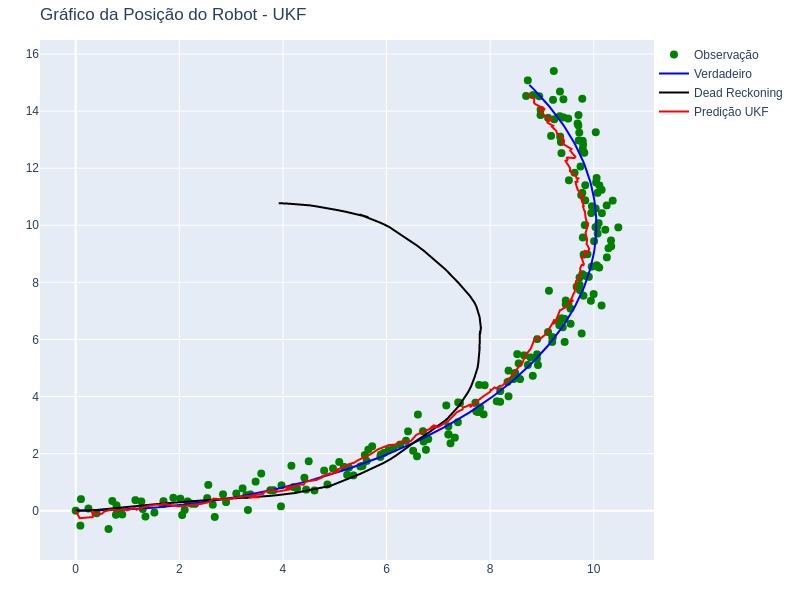 Gráfico da Posição do Robot - UKF
Observação
Verdadeiro
Dead Reckoning
Predição UKF
16
14
12
10
8
6
4
2
0
0 2 4 6 8 10